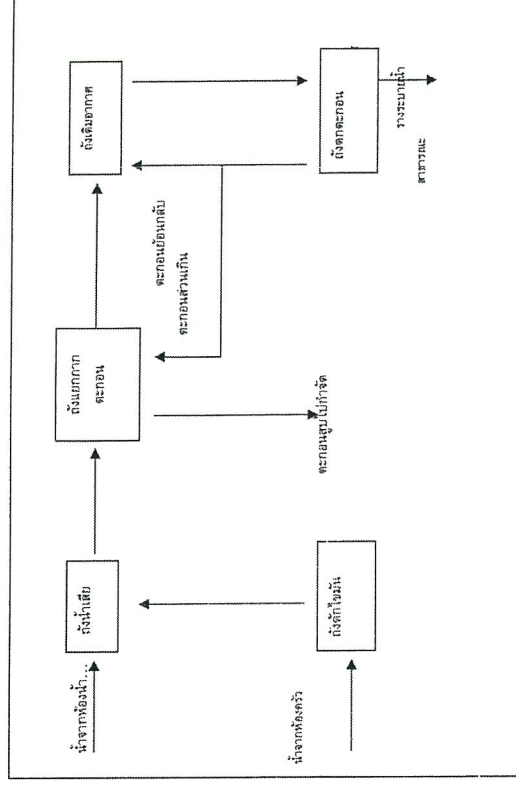 น้ำจากห้องน้ำ...
ถังน้ำเสีย
ถังแยกกาก
ตะกอน
ถังเติมอากาศ
ตะกอนย้อนกลับ
ตะกอนส่วนเกิน
น้ำจากห้องครัว
ถังดักไขมัน
ตะกอนสูบไปกำจัด
ถังตกตะกอน
รางระบายน้ำ
สาธารณะ